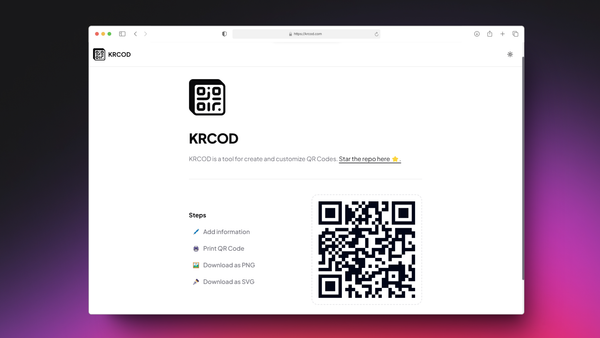 https://krcod.com
KRCOD
KRCOD
KRCOD is a tool for create and customize QR Codes. Star the repo here ⭐.
Steps
Add information
Print QR Code
Download as PNG
Download as SVG